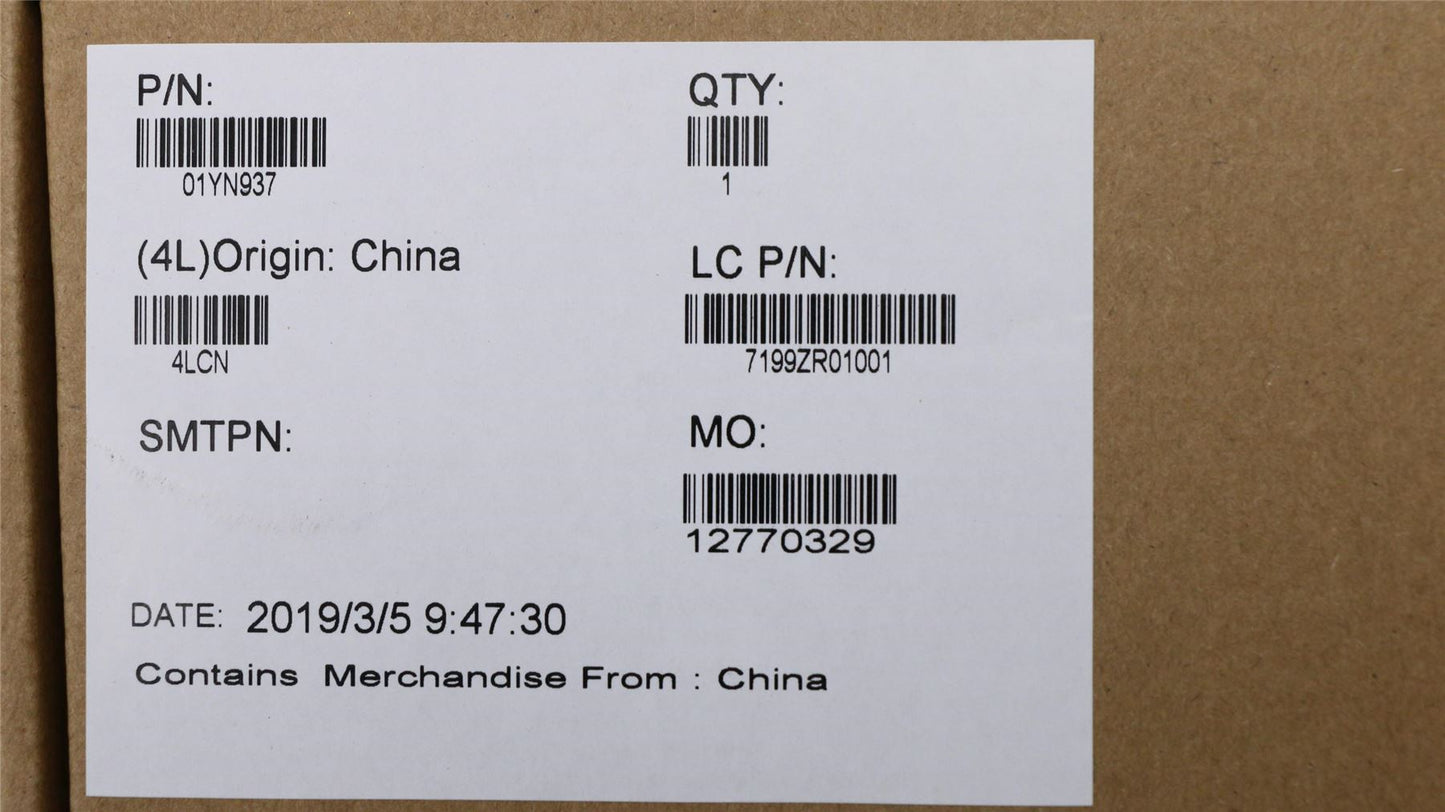 P/N:
01YN937
QTY:
1
(4L)Origin: China
4LCN
LC P/N:
7199ZR01001
SMTPN:
MO:
12770329
DATE: 2019/3/5 9:47:30
Contains Merchandise From : China